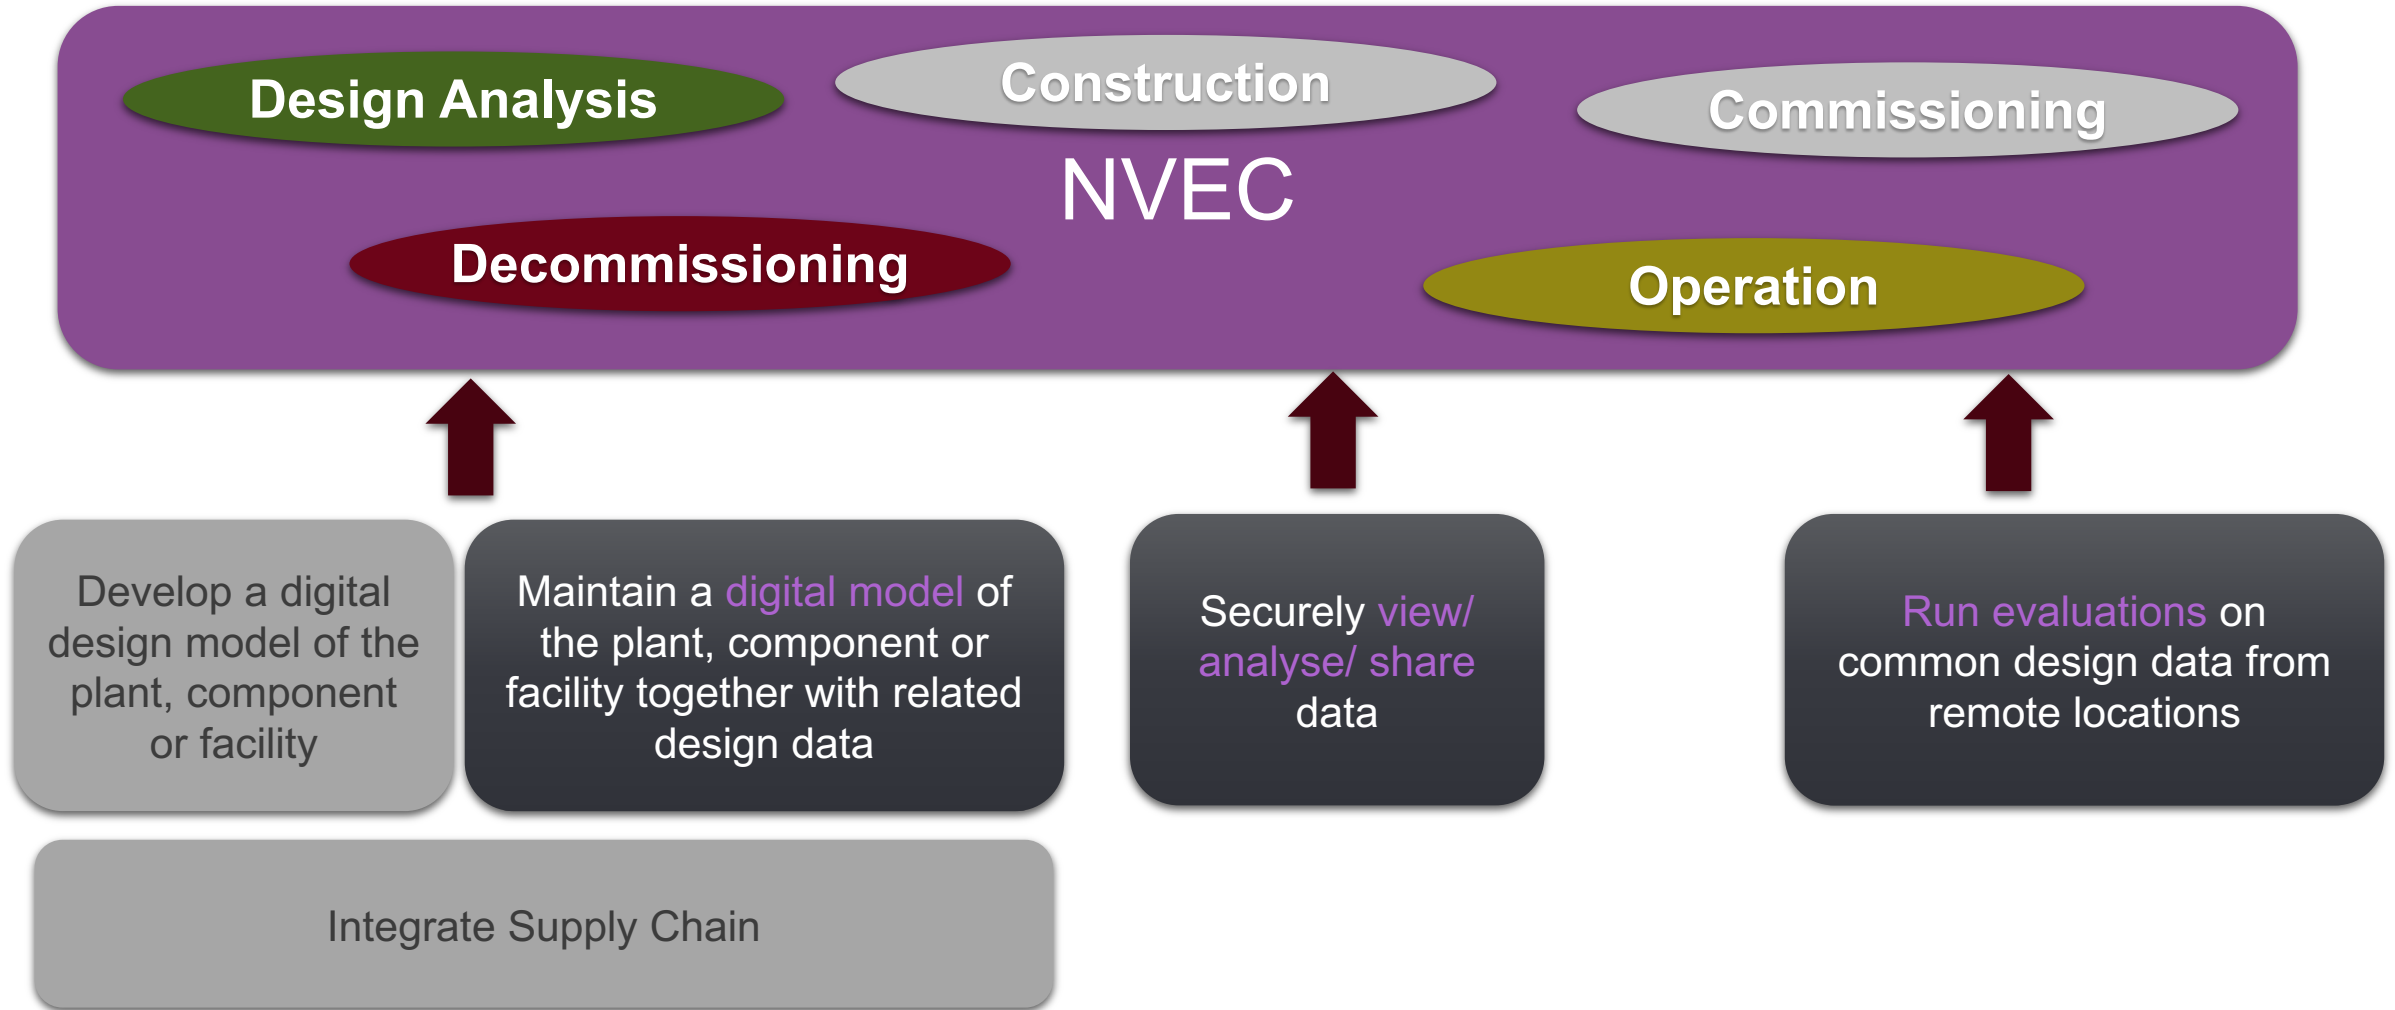 Design Analysis
Construction
Commissioning
NVEC
Decommissioning
Operation
Develop a digital
design model of the
plant, component
or facility
Maintain a digital model of
the plant, component or
facility together with related
design data
Securely view/
analyse/ share
data
Run evaluations on
common design data from
remote locations
Integrate Supply Chain